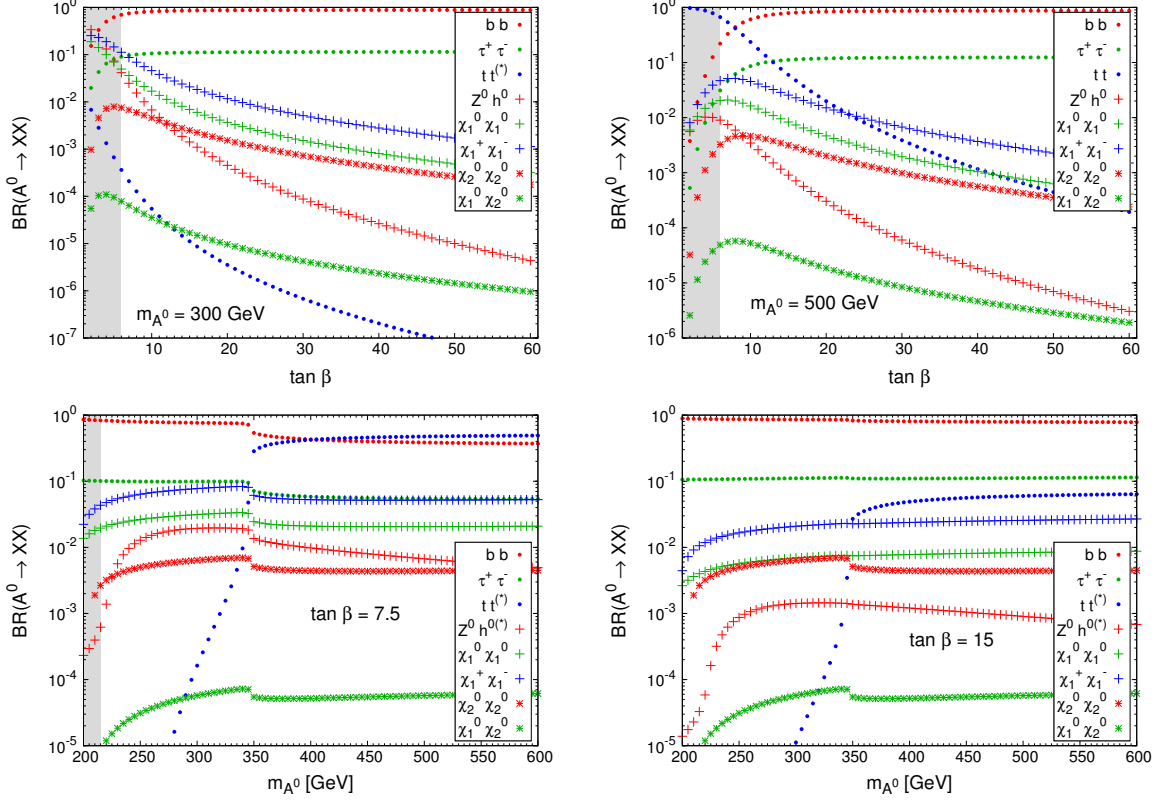 BR(A⁰ → XX)
10⁰
10⁻¹
10⁻²
10⁻³
10⁻⁴
10⁻⁵
10⁻⁶
10⁻⁷
10 20 30 40 50 60
tan β
m_A⁰ = 300 GeV
b b
τ⁺ τ⁻
t t⁽*⁾
Z⁰ h⁰
χ₁⁰ χ₁⁰
χ₁⁺ χ₁⁻
χ₂⁰ χ₂⁰
χ₁⁰ χ₂⁰
BR(A⁰ → XX)
10⁰
10⁻¹
10⁻²
10⁻³
10⁻⁴
10⁻⁵
10⁻⁶
10 20 30 40 50 60
tan β
m_A⁰ = 500 GeV
b b
τ⁺ τ⁻
t t
Z⁰ h⁰
χ₁⁰ χ₁⁰
χ₁⁺ χ₁⁻
χ₂⁰ χ₂⁰
χ₁⁰ χ₂⁰
BR(A⁰ → XX)
10⁰
10⁻¹
10⁻²
10⁻³
10⁻⁴
10⁻⁵
200 250 300 350 400 450 500 550 600
m_A⁰ [GeV]
tan β = 7.5
b b
τ⁺ τ⁻
t t⁽*⁾
Z⁰ h⁰⁽*⁾
χ₁⁰ χ₁⁰
χ₁⁺ χ₁⁻
χ₂⁰ χ₂⁰
χ₁⁰ χ₂⁰
BR(A⁰ → XX)
10⁰
10⁻¹
10⁻²
10⁻³
10⁻⁴
10⁻⁵
200 250 300 350 400 450 500 550 600
m_A⁰ [GeV]
tan β = 15
b b
τ⁺ τ⁻
t t⁽*⁾
Z⁰ h⁰⁽*⁾
χ₁⁰ χ₁⁰
χ₁⁺ χ₁⁻
χ₂⁰ χ₂⁰
χ₁⁰ χ₂⁰